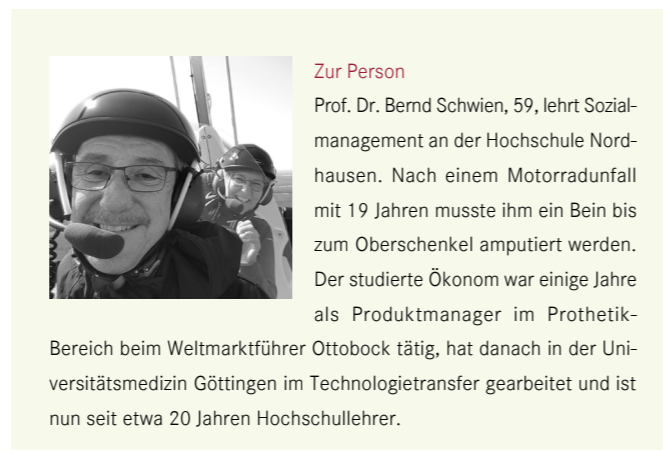 Zur Person
Prof. Dr. Bernd Schwien, 59, lehrt Sozial-
management an der Hochschule Nord-
hausen. Nach einem Motorradunfall
mit 19 Jahren musste ihm ein Bein bis
zum Oberschenkel amputiert werden.
Der studierte Ökonom war einige Jahre
als Produktmanager im Prothetik-
Bereich beim Weltmarktführer Ottobock tätig, hat danach in der Uni-
versitätsmedizin Göttingen im Technologietransfer gearbeitet und ist
nun seit etwa 20 Jahren Hochschullehrer.